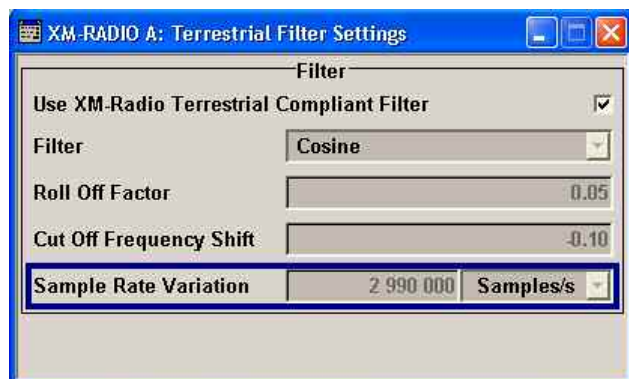 XM-RADIO A: Terrestrial Filter Settings
Filter
Use XM-Radio Terrestrial Compliant Filter
Filter Cosine
Roll Off Factor 0.05
Cut Off Frequency Shift -0.10
Sample Rate Variation 2 990 000 Samples/s